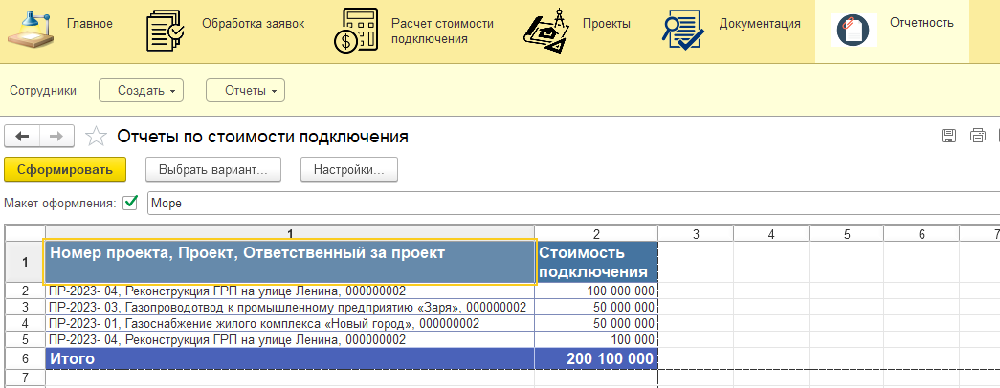 Главное
Обработка заявок
Расчет стоимости
подключения
Проекты
Документация
Отчетность
Сотрудники
Создать
Отчеты
Отчеты по стоимости подключения
Сформировать
Выбрать вариант...
Настройки...
Макет оформления:
Море
1 2 3 4 5 6 7
1 Номер проекта, Проект, Ответственный за проект Стоимость
подключения
2 ПР-2023- 04, Реконструкция ГРП на улице Ленина, 000000002 100 000 000
3 ПР-2023- 03, Газопроводотвод к промышленному предприятию «Заря», 000000002 50 000 000
4 ПР-2023- 01, Газоснабжение жилого комплекса «Новый город», 000000002 50 000 000
5 ПР-2023- 04, Реконструкция ГРП на улице Ленина, 000000002 100 000
6 Итого 200 100 000
7